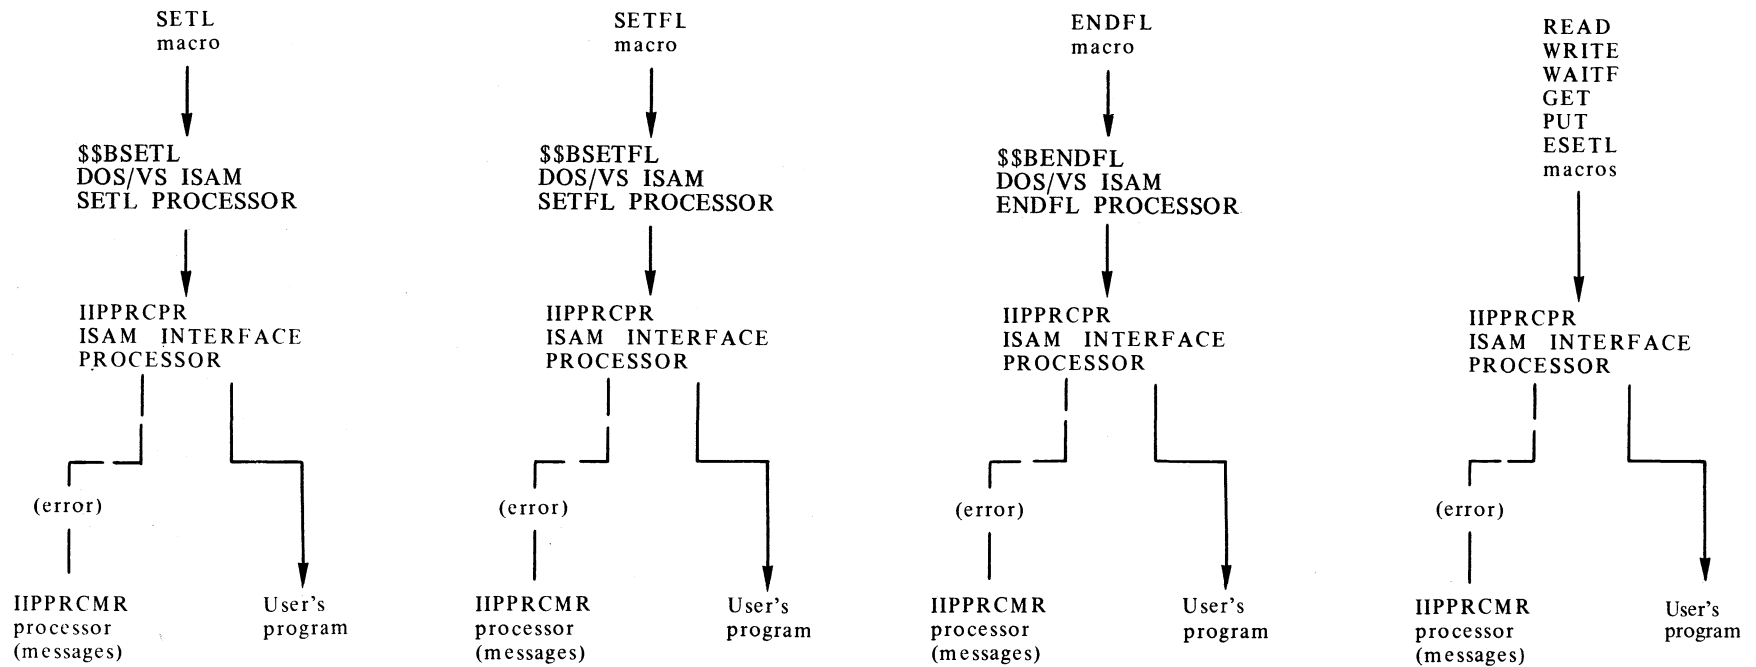 SETL
macro
$$BSETL
DOS/VS ISAM
SETL PROCESSOR
IIPPRCPR
ISAM INTERFACE
PROCESSOR
(error)
IIPPRCMR
processor
(messages)
User's
program
SETFL
macro
$$BSETFL
DOS/VS ISAM
SETFL PROCESSOR
IIPPRCPR
ISAM INTERFACE
PROCESSOR
(error)
IIPPRCMR
processor
(messages)
User's
program
ENDFL
macro
$$BENDFL
DOS/VS ISAM
ENDFL PROCESSOR
IIPPRCPR
ISAM INTERFACE
PROCESSOR
(error)
IIPPRCMR
processor
(messages)
User's
program
READ
WRITE
WAITF
GET
PUT
ESETL
macros
IIPPRCPR
ISAM INTERFACE
PROCESSOR
(error)
IIPPRCMR
processor
(messages)
User's
program